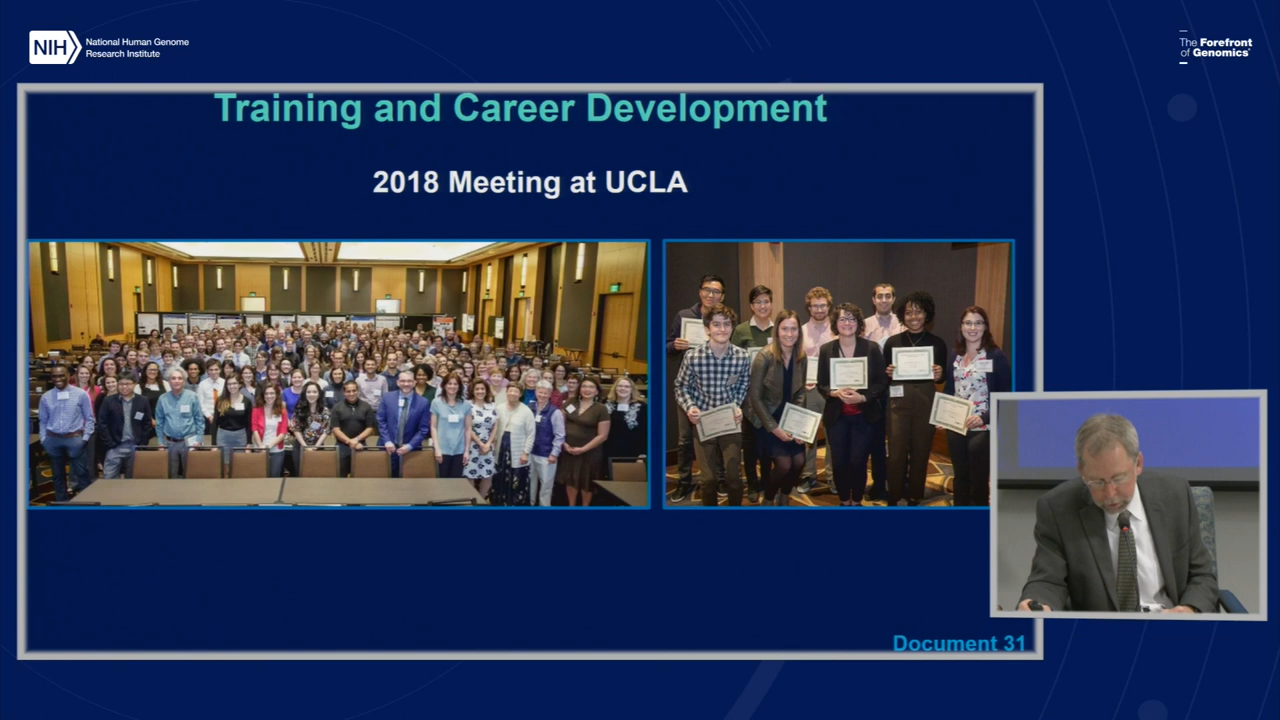 NIH
National Human Genome
Research Institute
The Forefront
of Genomics
Training and Career Development
2018 Meeting at UCLA
Document 31